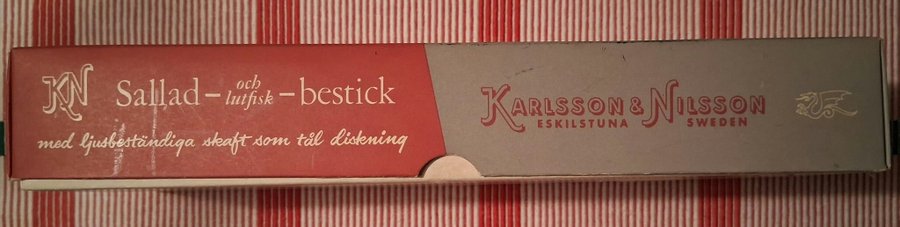 KN Sallad- och lutfisk -bestick
med ljusbeständiga skaft som tål diskning
KARLSSON & NILSSON
ESKILSTUNA SWEDEN